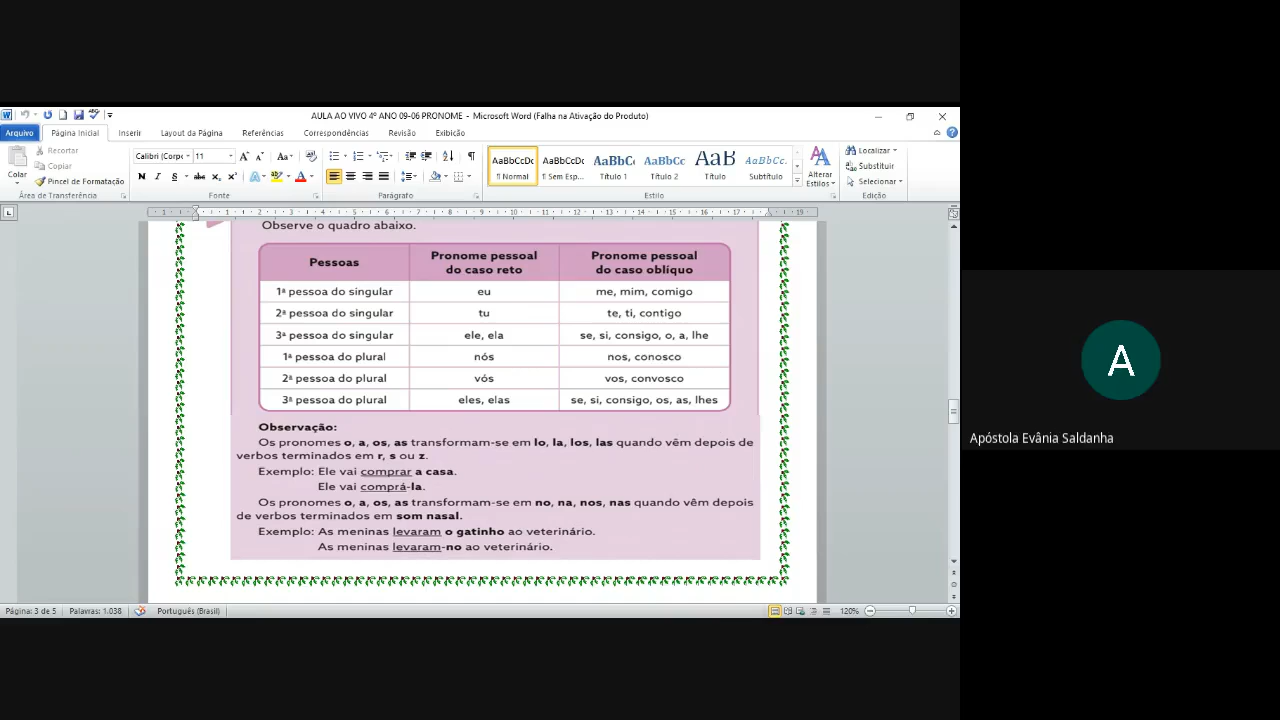 AULA AO VIVO 4º ANO 09-06 PRONOME - Microsoft Word (Falha na Ativação do Produto)
Arquivo Página Inicial Inserir Layout da Página Referências Correspondências Revisão Exibição
Colar
Recortar
Copiar
Pincel de Formatação
Área de Transferência
Calibri (Corpo 11
N I S abc x₂ x²
Fonte
Parágrafo
AaBbCcDc AaBbCcDc AaBbCc AaBbCc AaB AaBbCc.
¶ Normal ¶ Sem Esp... Título 1 Título 2 Título Subtítulo
Alterar Estilos
Estilo
Localizar
Substituir
Selecionar
Edição
Observe o quadro abaixo.
Pessoas Pronome pessoal do caso reto Pronome pessoal do caso oblíquo
1ª pessoa do singular eu me, mim, comigo
2ª pessoa do singular tu te, ti, contigo
3ª pessoa do singular ele, ela se, si, consigo, o, a, lhe
1ª pessoa do plural nós nos, conosco
2ª pessoa do plural vós vos, convosco
3ª pessoa do plural eles, elas se, si, consigo, os, as, lhes
Observação:
Os pronomes o, a, os, as transformam-se em lo, la, los, las quando vêm depois de
verbos terminados em r, s ou z.
Exemplo: Ele vai comprar a casa.
Ele vai comprá-la.
Os pronomes o, a, os, as transformam-se em no, na, nos, nas quando vêm depois
de verbos terminados em som nasal.
Exemplo: As meninas levaram o gatinho ao veterinário.
As meninas levaram-no ao veterinário.
Página: 3 de 5 Palavras: 1.038 Português (Brasil) 120%
A
Apóstola Evânia Saldanha